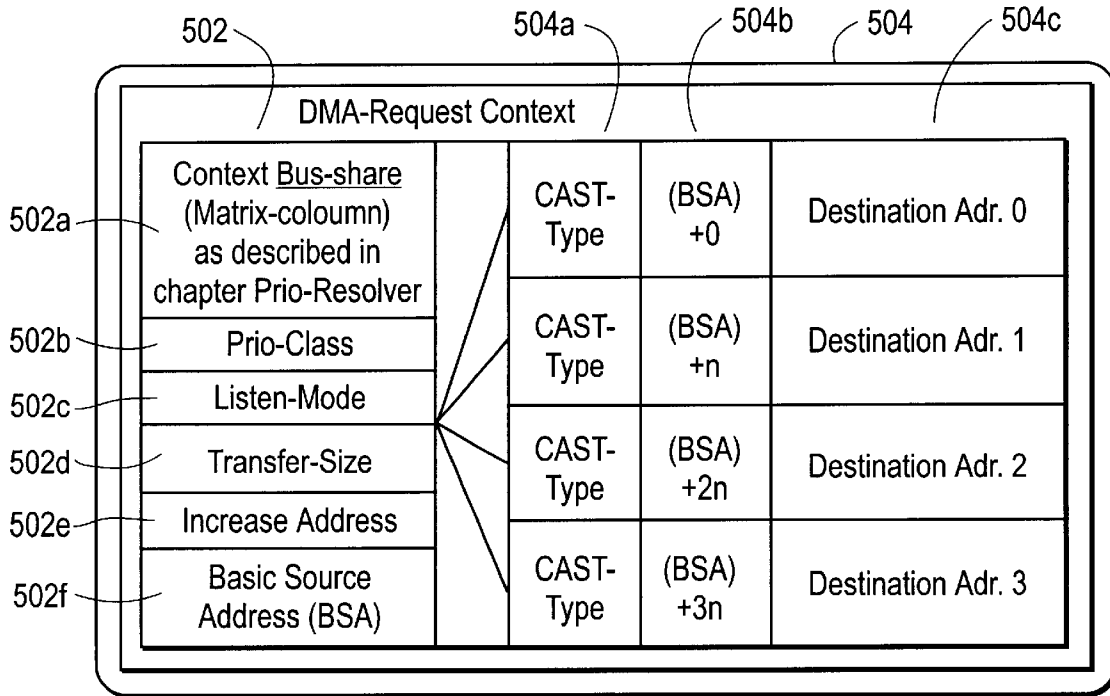 502
504a
504b
504
504c
DMA-Request Context
502a
Context Bus-share
(Matrix-coloumn)
as described in
chapter Prio-Resolver
502b
Prio-Class
502c
Listen-Mode
502d
Transfer-Size
502e
Increase Address
502f
Basic Source
Address (BSA)
CAST-
Type
(BSA)
+0
Destination Adr. 0
CAST-
Type
(BSA)
+n
Destination Adr. 1
CAST-
Type
(BSA)
+2n
Destination Adr. 2
CAST-
Type
(BSA)
+3n
Destination Adr. 3